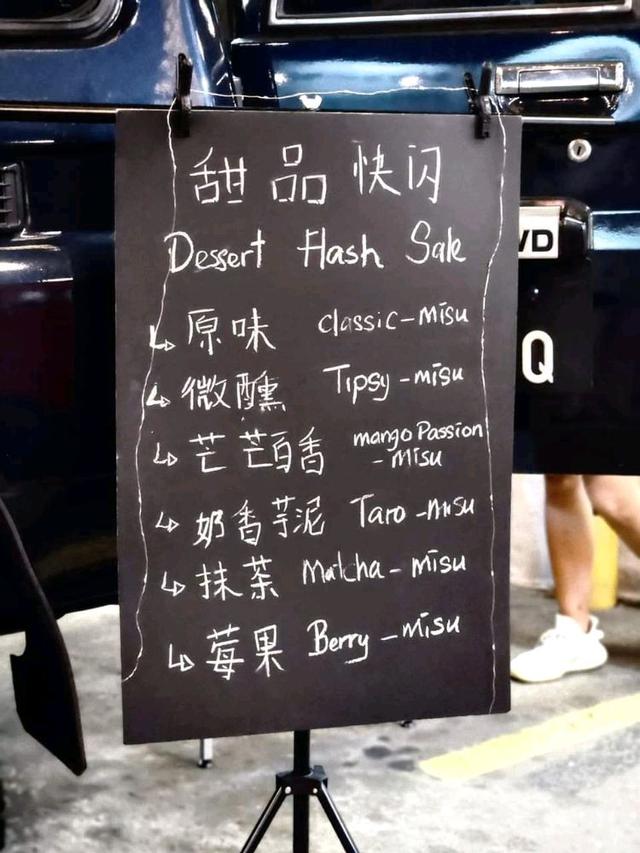 甜品快闪
Dessert Flash Sale
原味 classic-misu
微醺 Tipsy-misu
芒芒百香 mango Passion
-misu
奶香芋泥 Taro-misu
抹茶 Matcha-misu
莓果 Berry-misu
VD
Q